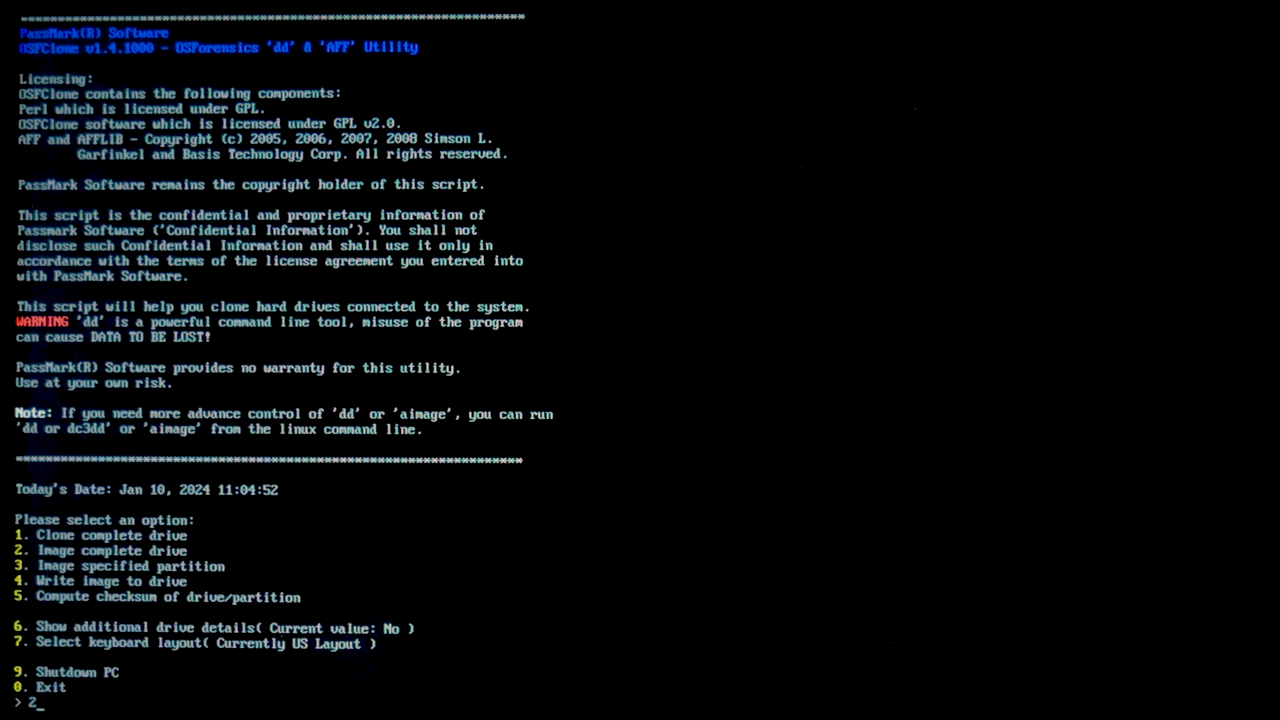 *********************************************************************
PassMark(R) Software
OSFClone v1.4.1000 - OSForensics 'dd' & 'AFF' Utility
Licensing:
OSFClone contains the following components:
Perl which is licensed under GPL.
OSFClone software which is licensed under GPL v2.0.
AFF and AFFLIB - Copyright (c) 2005, 2006, 2007, 2008 Simson L.
Garfinkel and Basis Technology Corp. All rights reserved.
PassMark Software remains the copyright holder of this script.
This script is the confidential and proprietary information of
Passmark Software ('Confidential Information'). You shall not
disclose such Confidential Information and shall use it only in
accordance with the terms of the license agreement you entered into
with PassMark Software.
This script will help you clone hard drives connected to the system.
WARNING 'dd' is a powerful command line tool, misuse of the program
can cause DATA TO BE LOST!
PassMark(R) Software provides no warranty for this utility.
Use at your own risk.
Note: If you need more advance control of 'dd' or 'aimage', you can run
'dd or dc3dd' or 'aimage' from the linux command line.
*********************************************************************
Today's Date: Jan 10, 2024 11:04:52
Please select an option:
1. Clone complete drive
2. Image complete drive
3. Image specified partition
4. Write image to drive
5. Compute checksum of drive/partition
6. Show additional drive details( Current value: No )
7. Select keyboard layout( Currently US Layout )
9. Shutdown PC
0. Exit
> 2_